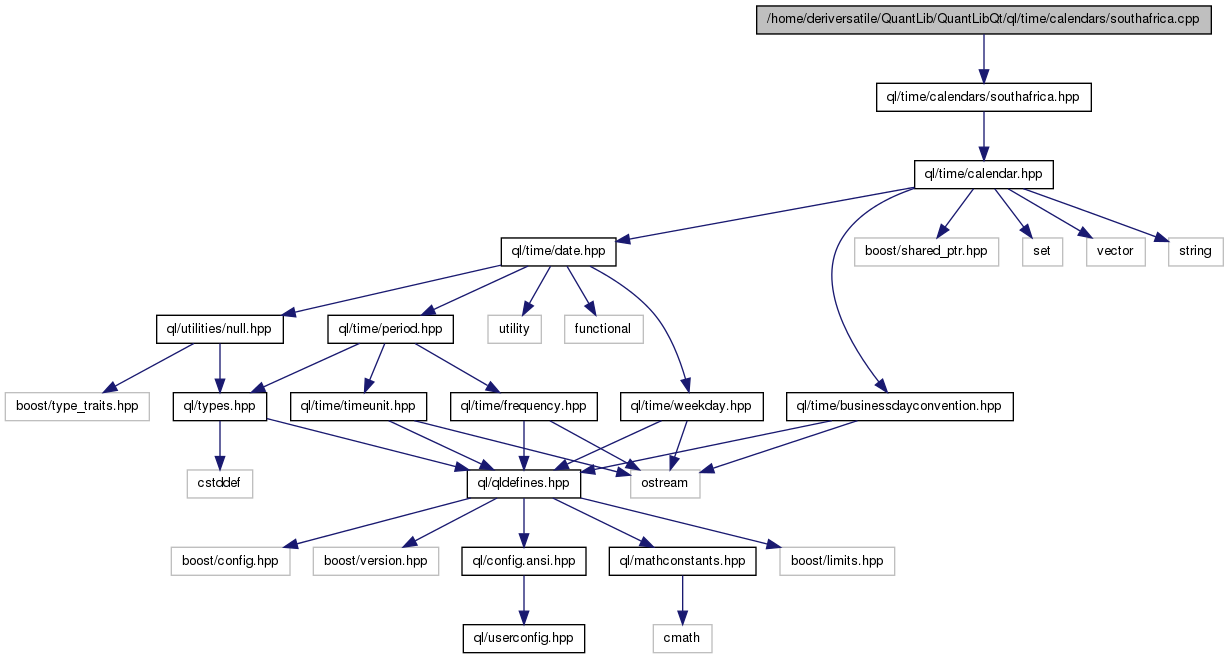 /home/deriversatile/QuantLib/QuantLibQt/ql/time/calendars/southafrica.cpp
ql/time/calendars/southafrica.hpp
ql/time/calendar.hpp
ql/time/date.hpp
boost/shared_ptr.hpp
set
vector
string
ql/utilities/null.hpp
ql/time/period.hpp
utility
functional
boost/type_traits.hpp
ql/types.hpp
ql/time/timeunit.hpp
ql/time/frequency.hpp
ql/time/weekday.hpp
ql/time/businessdayconvention.hpp
cstddef
ql/qldefines.hpp
ostream
boost/config.hpp
boost/version.hpp
ql/config.ansi.hpp
ql/mathconstants.hpp
boost/limits.hpp
ql/userconfig.hpp
cmath